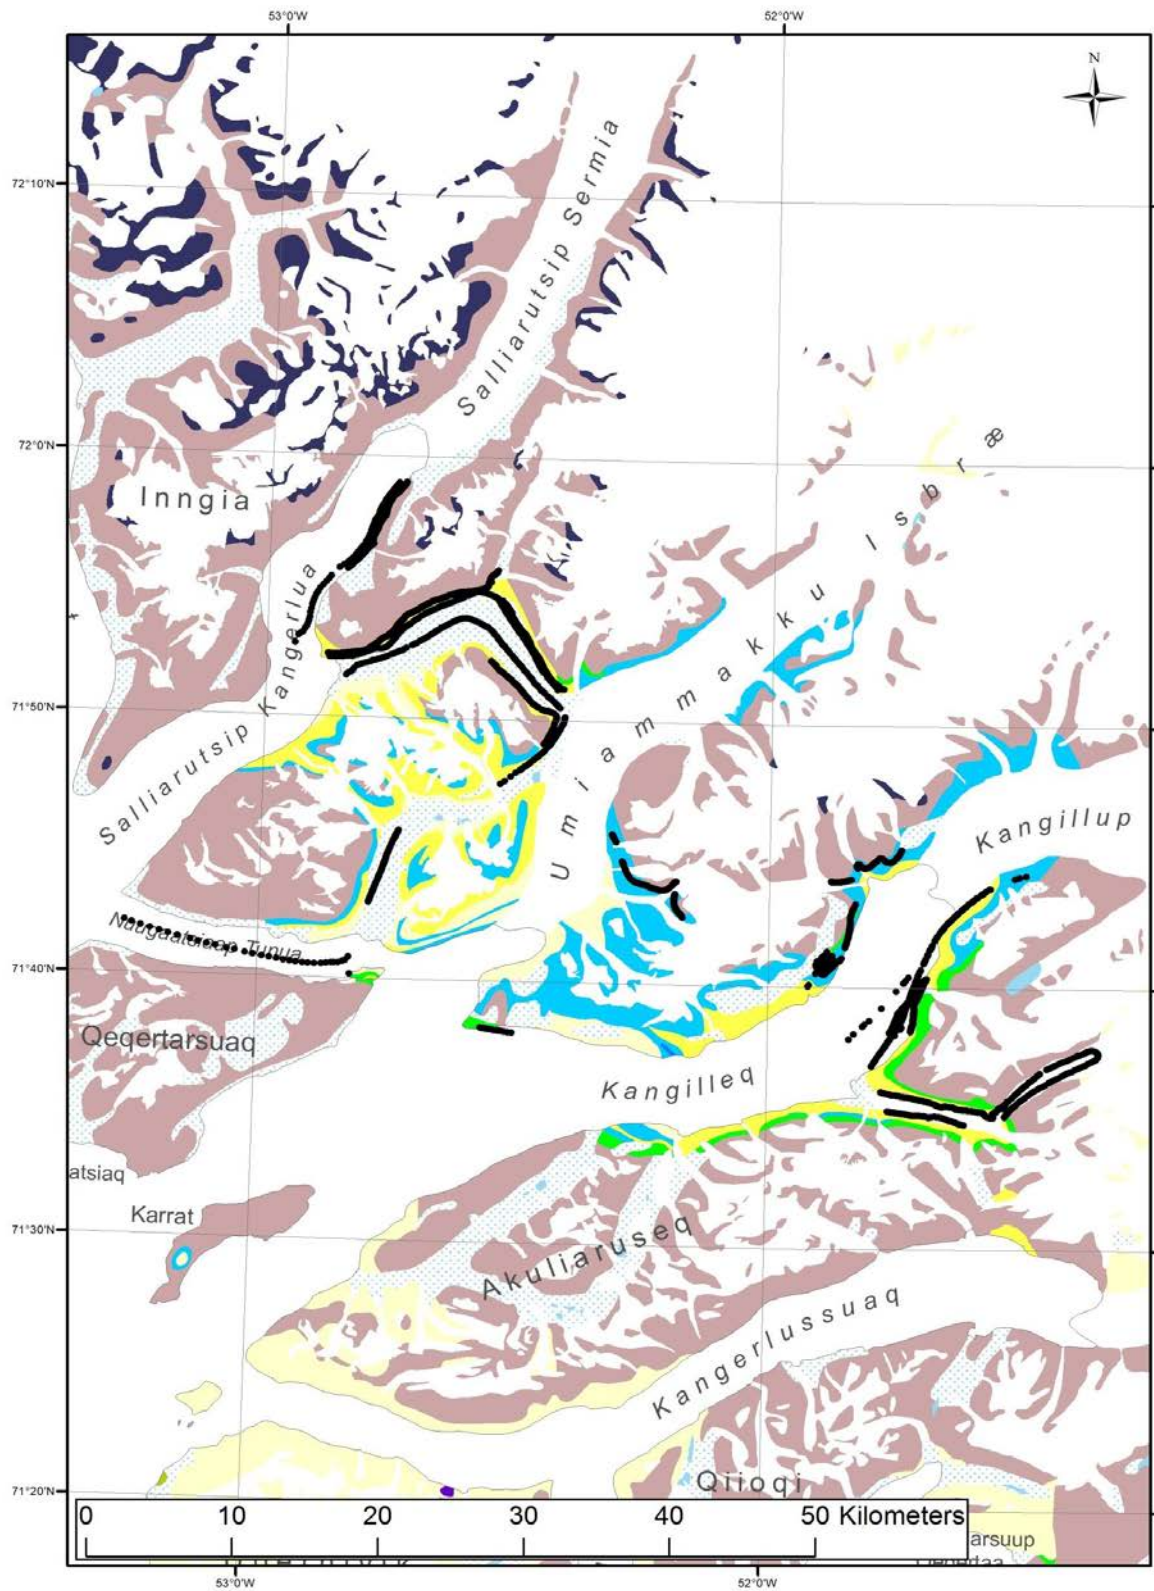 53°0'W
52°0'W
N
72°10'N
Salliarutsip Sermia
72°0'N
Isbræ
Inngia
Salliarutsip Kangerlua
Umiammakku
71°50'N
Kangillup
Nuugaatsiaap Tunua
71°40'N
Qeqertarsuaq
Kangilleq
atsiaq
Karrat
71°30'N
Akuliaruseq
Kangerlussuaq
Qiioqi
71°20'N
0 10 20 30 40 50 Kilometers
arsuup
53°0'W
52°0'W